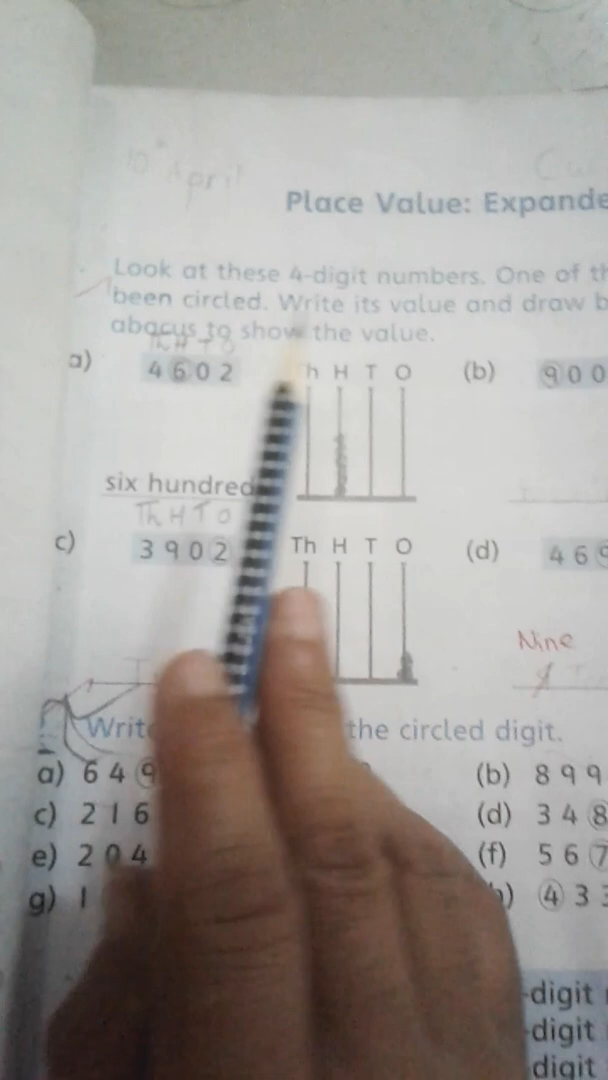 April
Place Value: Expande
Look at these 4-digit numbers. One of th
been circled. Write its value and draw b
abacus to show the value.
Th H T O
a) 4 6 0 2 h H T O (b) 9 0 0
six hundred
Th H T O
c) 3 9 0 2 Th H T O (d) 4 6 9
Nine
Write the circled digit.
a) 6 4 9 (b) 8 9 9
c) 2 1 6 (d) 3 4 8
e) 2 0 4 (f) 5 6 7
g) 1 ) 4 3 3
-digit
-digit
digit